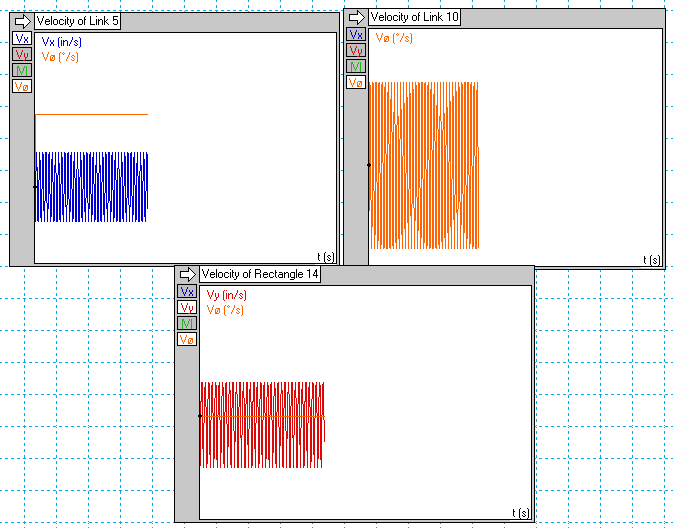 Velocity of Link 5
Vx
Vy
|V|
Vø
Vx (in/s)
Vø (°/s)
t (s)
Velocity of Link 10
Vx
Vy
|V|
Vø
Vø (°/s)
t (s)
Velocity of Rectangle 14
Vx
Vy
|V|
Vø
Vy (in/s)
Vø (°/s)
t (s)